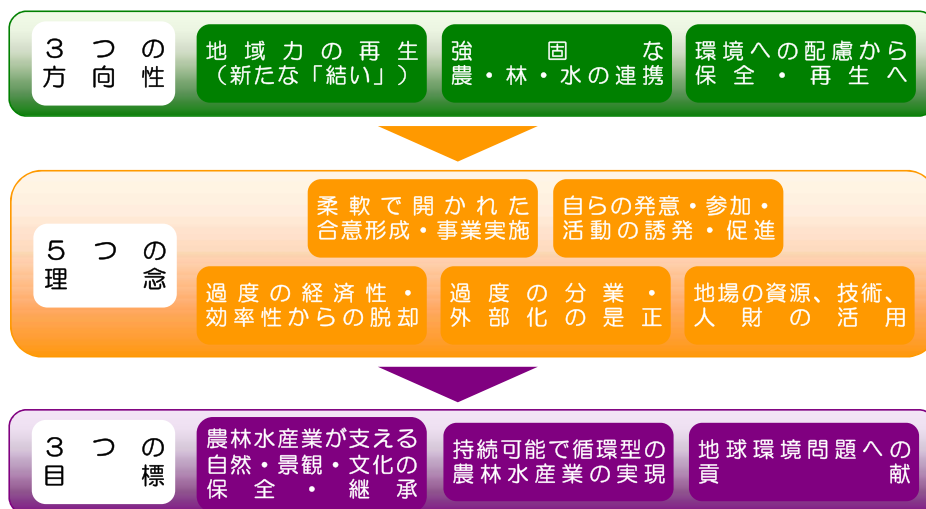 ３つの
方向性
地域力の再生
（新たな「結い」）
強固な
農・林・水の連携
環境への配慮から
保全・再生へ
５つの
理念
柔軟で開かれた
合意形成・事業実施
自らの発意・参加・
活動の誘発・促進
過度の経済性・
効率性からの脱却
過度の分業・
外部化の是正
地場の資源、技術、
人財の活用
３つの
目標
農林水産業が支える
自然・景観・文化の
保全・継承
持続可能で循環型の
農林水産業の実現
地球環境問題への
貢献